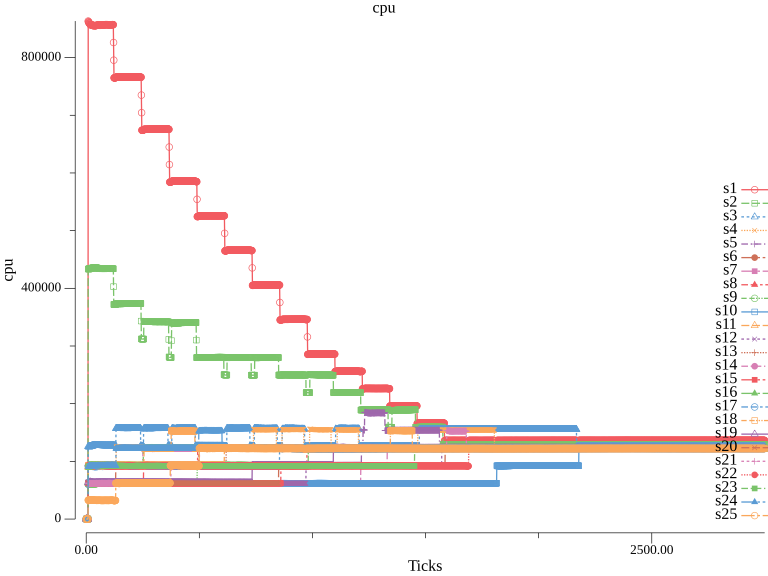 cpu
800000
400000
0
cpu
0.00
2500.00
Ticks
s1
s2
s3
s4
s5
s6
s7
s8
s9
s10
s11
s12
s13
s14
s15
s16
s17
s18
s19
s20
s21
s22
s23
s24
s25